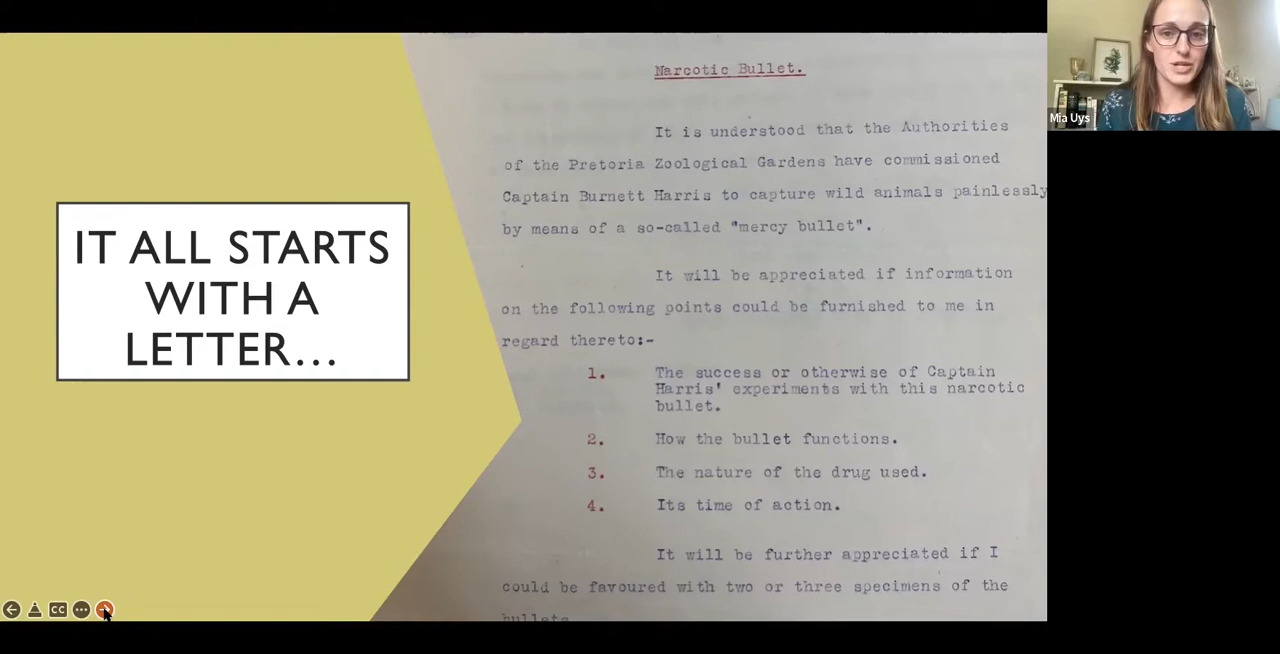 IT ALL STARTS
WITH A
LETTER...
Narcotic Bullet.
It is understood that the Authorities
of the Pretoria Zoological Gardens have commissioned
Captain Burnett Harris to capture wild animals painlessly
by means of a so-called "mercy bullet".
It will be appreciated if information
on the following points could be furnished to me in
regard thereto:-
1. The success or otherwise of Captain
Harris' experiments with this narcotic
bullet.
2. How the bullet functions.
3. The nature of the drug used.
4. Its time of action.
It will be further appreciated if I
could be favoured with two or three specimens of the
bullets
Mia Uys
CC